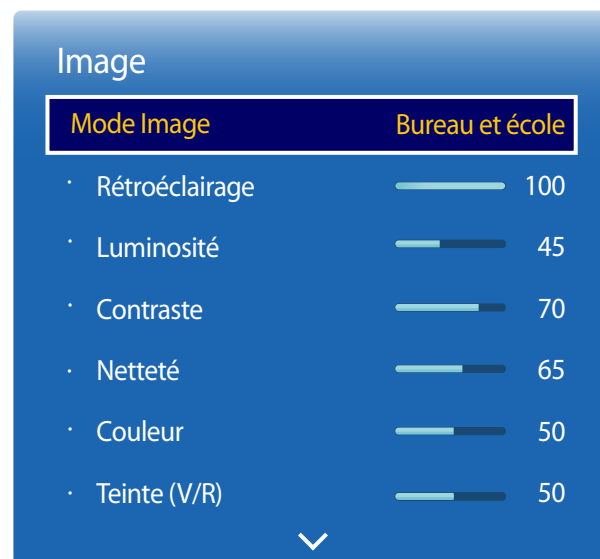 Image
Mode Image Bureau et école
· Rétroéclairage 100
· Luminosité 45
· Contraste 70
· Netteté 65
· Couleur 50
· Teinte (V/R) 50